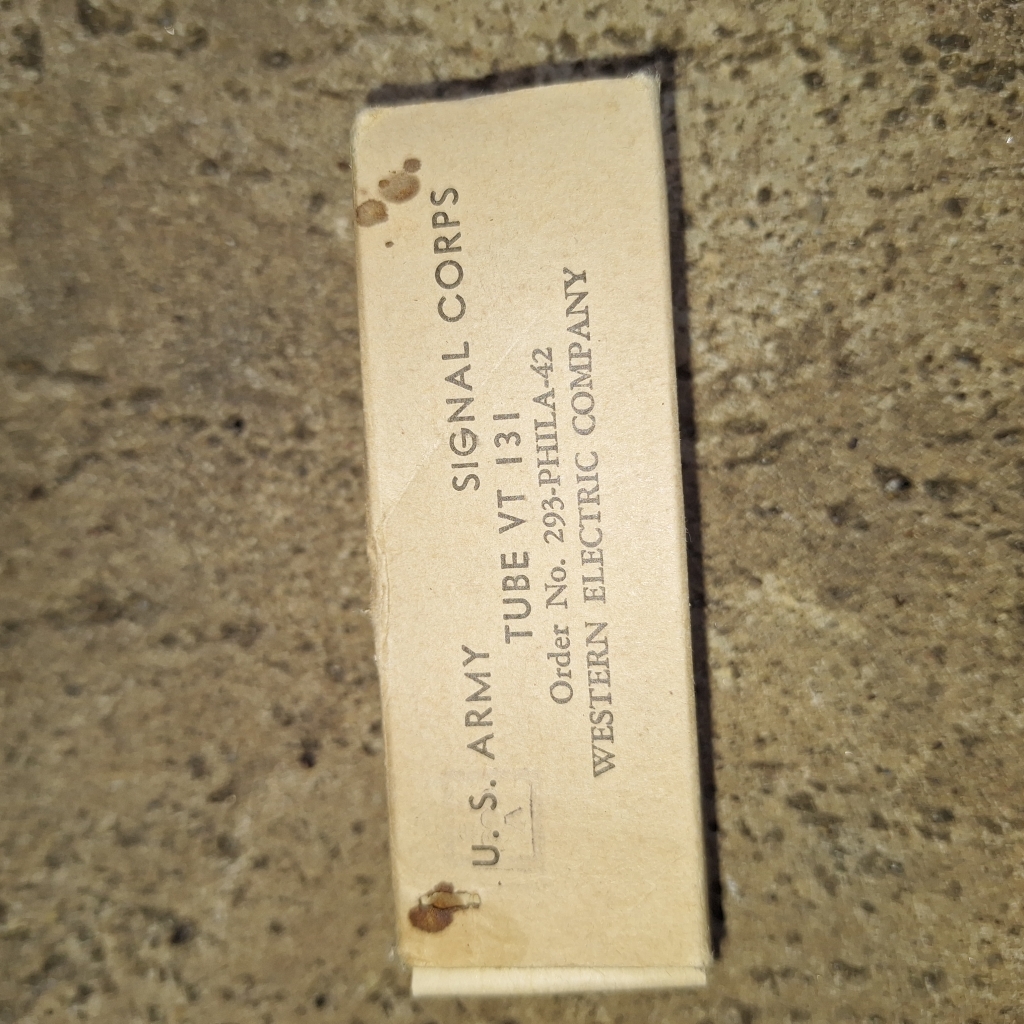 U. S. ARMY SIGNAL CORPS
TUBE VT 131
Order No. 293-PHILA-42
WESTERN ELECTRIC COMPANY